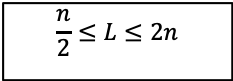 n/2 ≤ L ≤ 2n